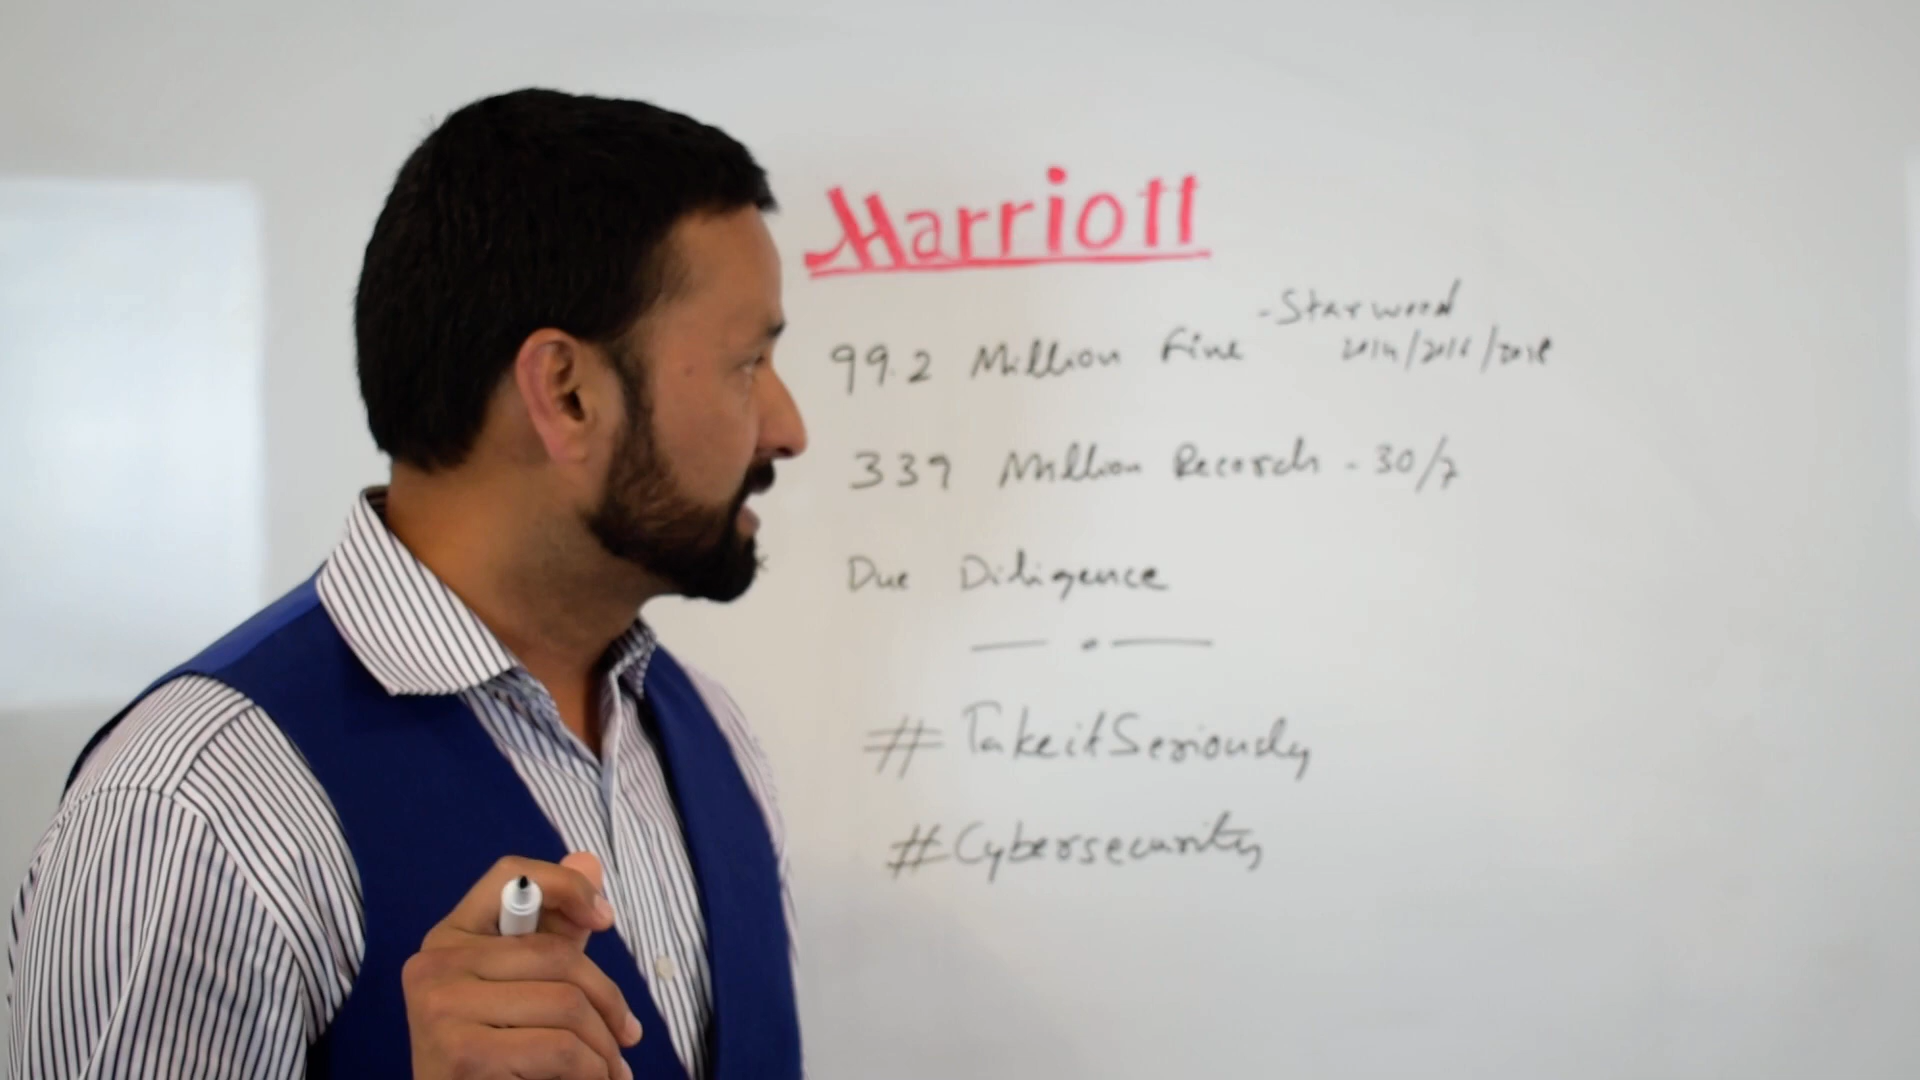 Marriott
99.2 Million Fine
- Starwood
2014/2016/2018
339 Million Records - 30/7
Due Diligence
#TakeitSeriously
#Cybersecurity